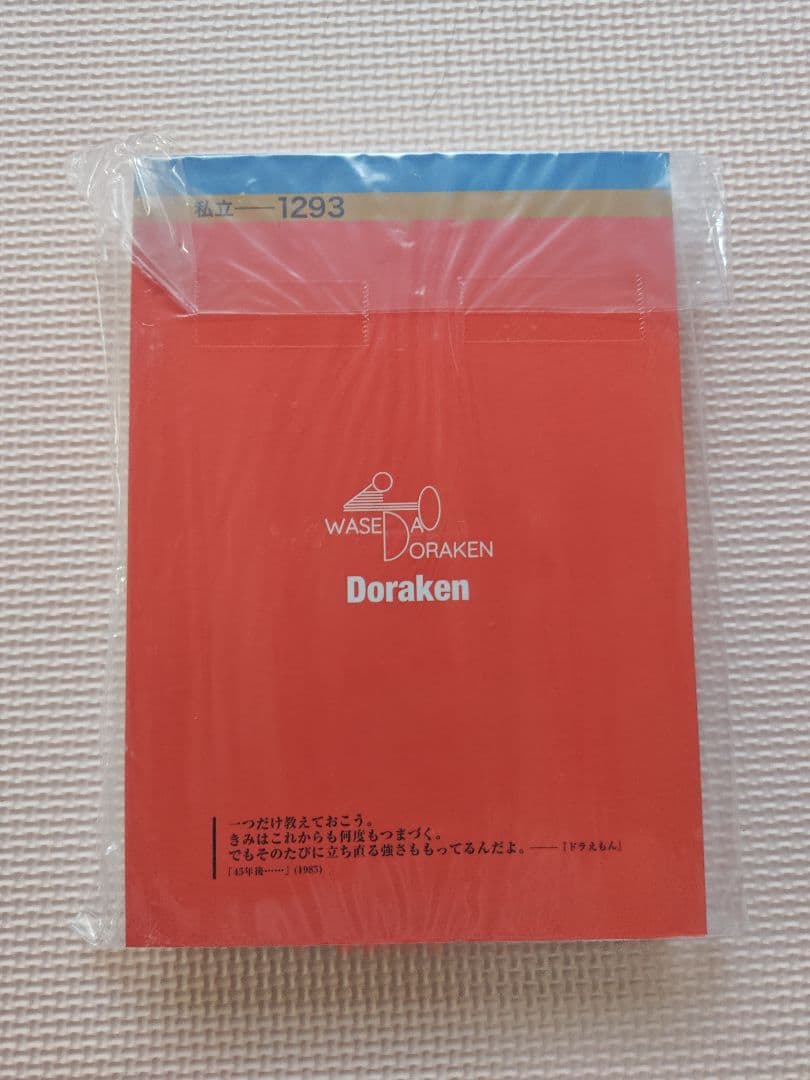 私立——1293
WASEDA
DORAKEN
Doraken
一つだけ教えておこう。
きみはこれからも何度もつまづく。
でもそのたびに立ち直る強さももってるんだよ。——『ドラえもん』
「45年後……」(1985)